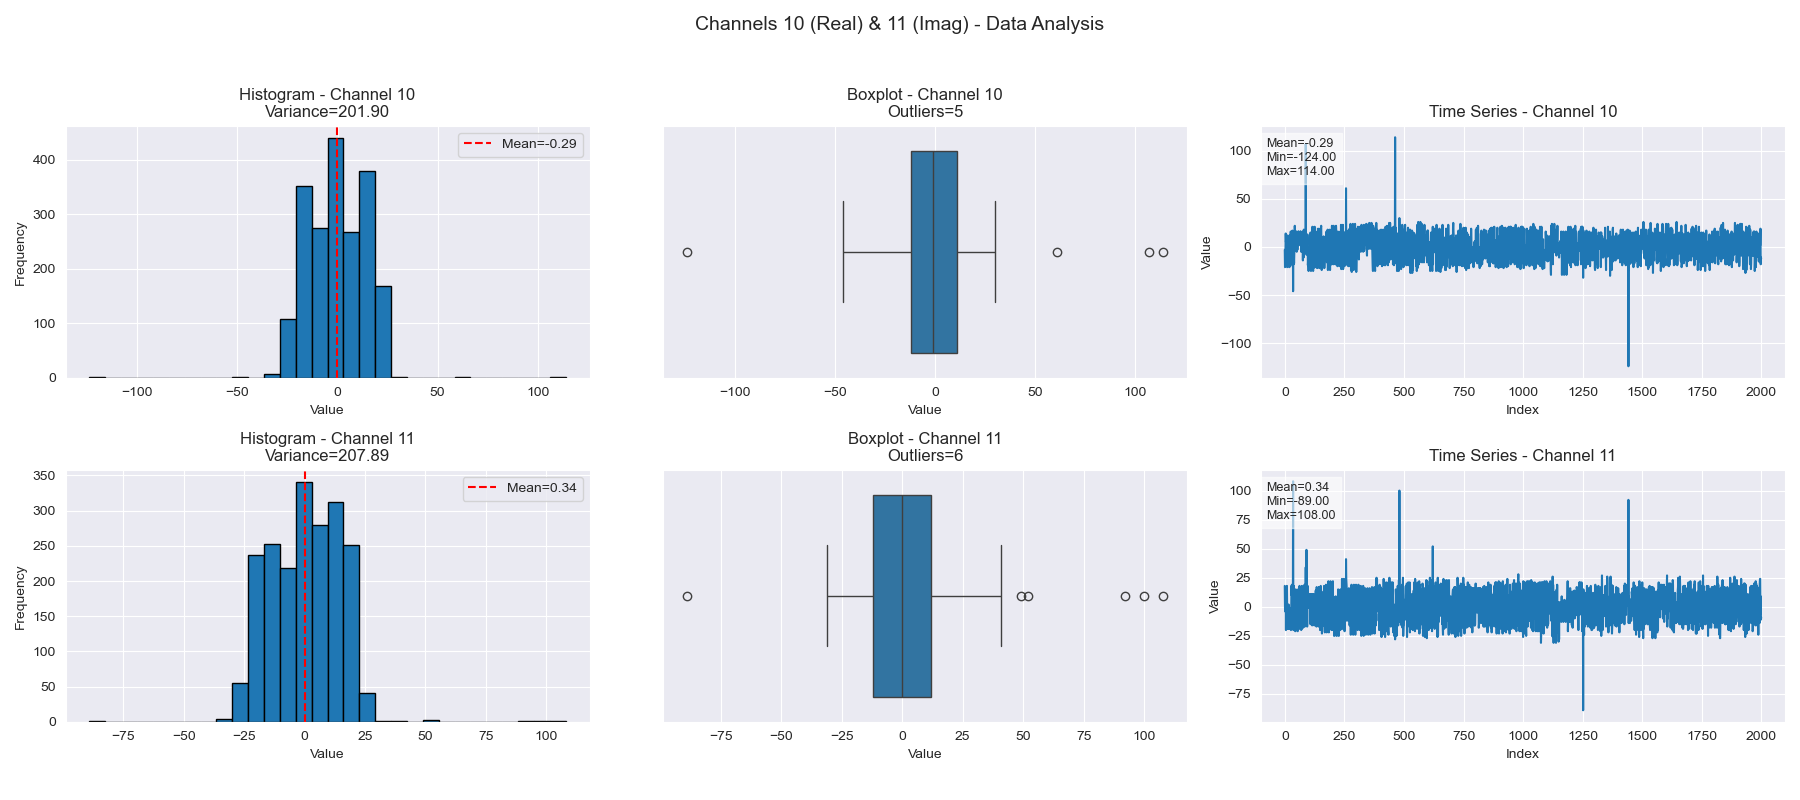 Channels 10 (Real) & 11 (Imag) - Data Analysis
Histogram - Channel 10
Variance=201.90
Mean=-0.29
Frequency
400
300
200
100
0
−100
−50
0
50
100
Value
Boxplot - Channel 10
Outliers=5
−100
−50
0
50
100
Value
Time Series - Channel 10
Mean=-0.29
Min=-124.00
Max=114.00
Value
100
50
0
−50
−100
0
250
500
750
1000
1250
1500
1750
2000
Index
Histogram - Channel 11
Variance=207.89
Mean=0.34
Frequency
350
300
250
200
150
100
50
0
−75
−50
−25
0
25
50
75
100
Value
Boxplot - Channel 11
Outliers=6
−75
−50
−25
0
25
50
75
100
Value
Time Series - Channel 11
Mean=0.34
Min=-89.00
Max=108.00
Value
100
75
50
25
0
−25
−50
−75
0
250
500
750
1000
1250
1500
1750
2000
Index